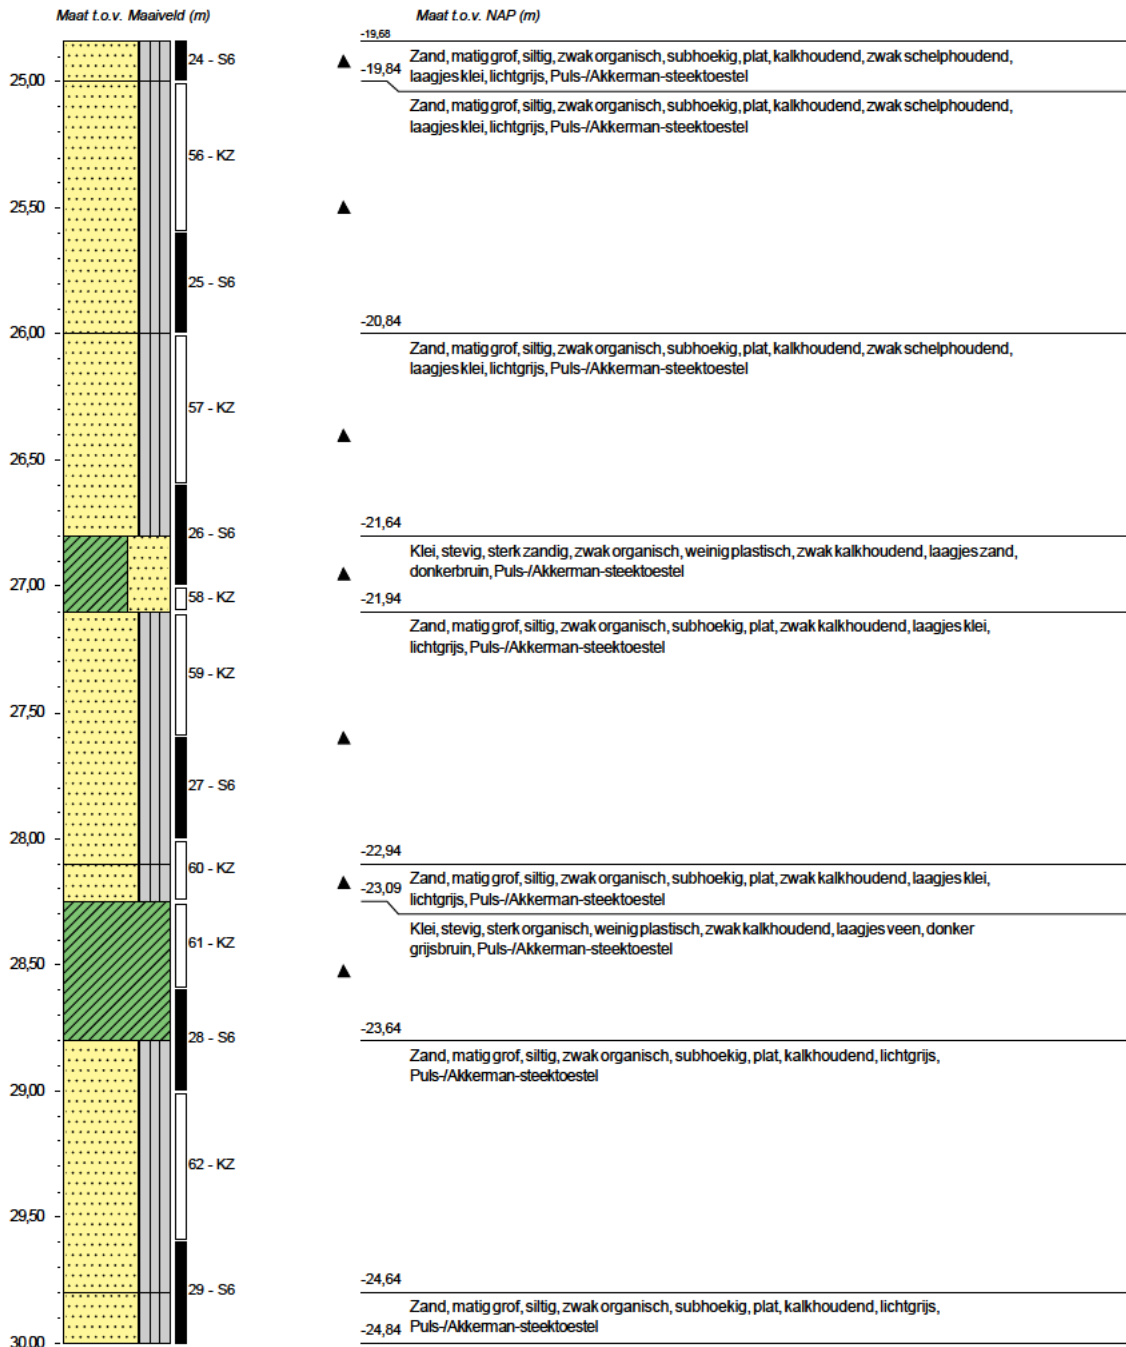 Maat t.o.v. Maaiveld (m)
Maat t.o.v. NAP (m)
-19,68
24 - S6
Zand, matig grof, siltig, zwak organisch, subhoekig, plat, kalkhoudend, zwak schelphoudend,
-19,84
laagjes klei, lichtgrijs, Puls-/Akkerman-steektoestel
25,00
Zand, matig grof, siltig, zwak organisch, subhoekig, plat, kalkhoudend, zwak schelphoudend,
laagjes klei, lichtgrijs, Puls-/Akkerman-steektoestel
56 - KZ
25,50
25 - S6
-20,84
26,00
Zand, matig grof, siltig, zwak organisch, subhoekig, plat, kalkhoudend, zwak schelphoudend,
laagjes klei, lichtgrijs, Puls-/Akkerman-steektoestel
57 - KZ
26,50
-21,64
26 - S6
Klei, stevig, sterk zandig, zwak organisch, weinig plastisch, zwak kalkhoudend, laagjes zand,
donkerbruin, Puls-/Akkerman-steektoestel
27,00
58 - KZ
-21,94
Zand, matig grof, siltig, zwak organisch, subhoekig, plat, zwak kalkhoudend, laagjes klei,
lichtgrijs, Puls-/Akkerman-steektoestel
59 - KZ
27,50
27 - S6
28,00
-22,94
60 - KZ
Zand, matig grof, siltig, zwak organisch, subhoekig, plat, zwak kalkhoudend, laagjes klei,
-23,09
lichtgrijs, Puls-/Akkerman-steektoestel
Klei, stevig, sterk organisch, weinig plastisch, zwak kalkhoudend, laagjes veen, donker
grijsbruin, Puls-/Akkerman-steektoestel
61 - KZ
28,50
-23,64
28 - S6
Zand, matig grof, siltig, zwak organisch, subhoekig, plat, kalkhoudend, lichtgrijs,
Puls-/Akkerman-steektoestel
29,00
62 - KZ
29,50
-24,64
29 - S6
Zand, matig grof, siltig, zwak organisch, subhoekig, plat, kalkhoudend, lichtgrijs,
Puls-/Akkerman-steektoestel
-24,84
30,00